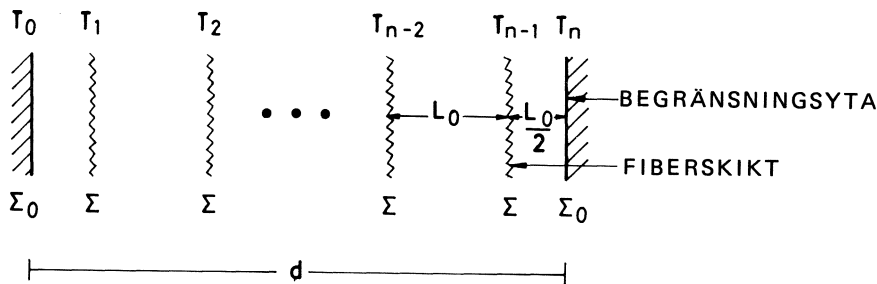 T₀ T₁ T₂ Tₙ₋₂ Tₙ₋₁ Tₙ
BEGRÄNSNINGSYTA
L₀ L₀/2
FIBERSKIKT
Σ₀ Σ Σ Σ Σ Σ₀
d